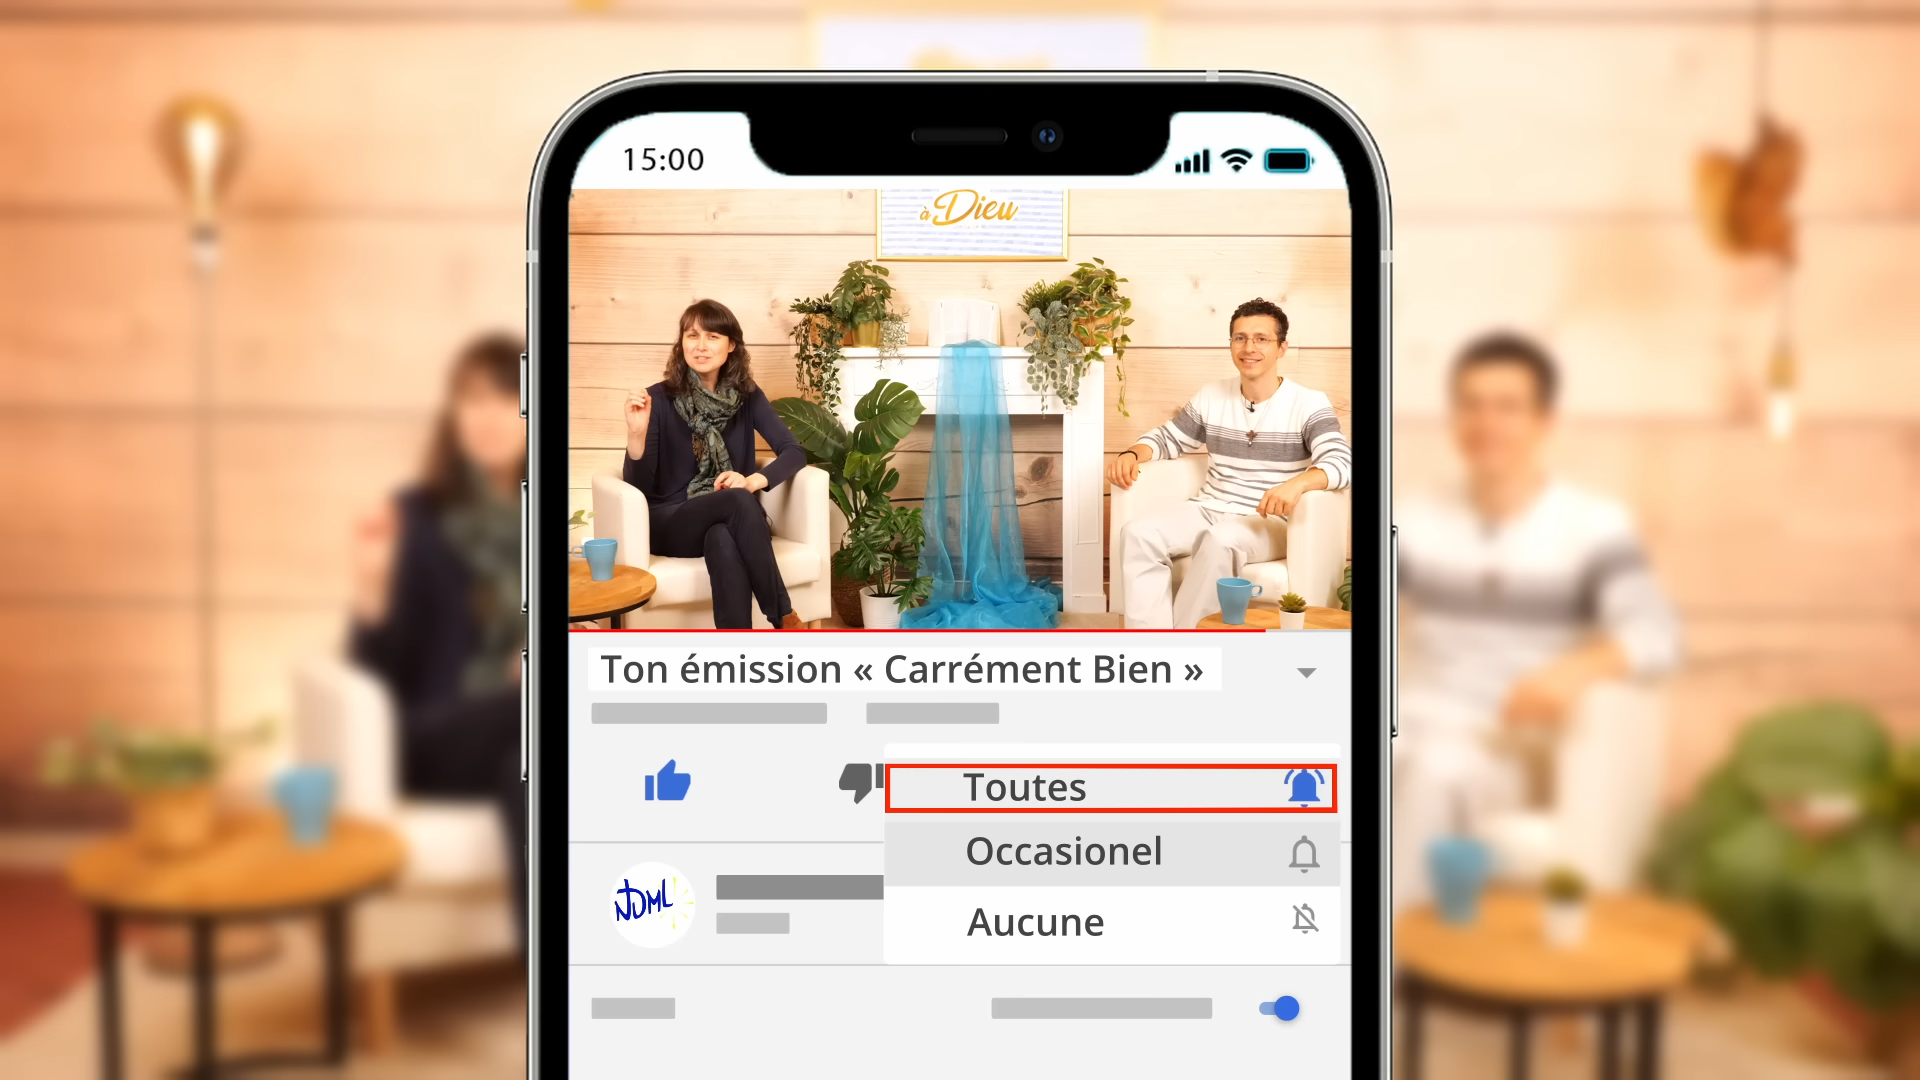 15:00
à Dieu
Ton émission « Carrément Bien »
Toutes
Occasionel
Aucune
NDML